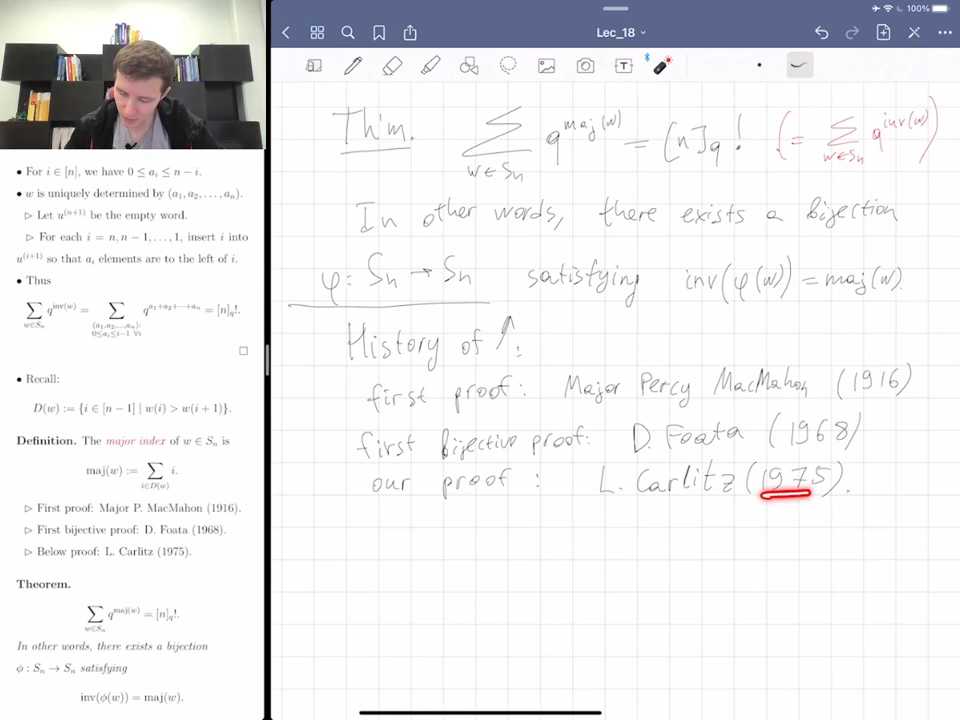 100%
Lec_18
• For i ∈ [n], we have 0 ≤ a_i ≤ n − i.
• w is uniquely determined by (a_1, a_2, . . . , a_n).
▷ Let u^{(n+1)} be the empty word.
▷ For each i = n, n − 1, . . . , 1, insert i into
u^{(i+1)} so that a_i elements are to the left of i.
• Thus
∑_{w∈S_n} q^{inv(w)} = ∑_{(a_1,a_2,...,a_n): 0≤a_i≤i−1 ∀i} q^{a_1+a_2+···+a_n} = [n]_q!.
□
• Recall:
D(w) := {i ∈ [n − 1] | w(i) > w(i + 1)}.
Definition. The major index of w ∈ S_n is
maj(w) := ∑_{i∈D(w)} i.
▷ First proof: Major P. MacMahon (1916).
▷ First bijective proof: D. Foata (1968).
▷ Below proof: L. Carlitz (1975).
Theorem.
∑_{w∈S_n} q^{maj(w)} = [n]_q!.
In other words, there exists a bijection
ϕ : S_n → S_n satisfying
inv(ϕ(w)) = maj(w).
Thm. ∑_{w∈S_n} q^{maj(w)} = [n]_q! (= ∑_{w∈S_n} q^{inv(w)})
In other words, there exists a bijection
φ: S_n → S_n satisfying inv(φ(w)) = maj(w).
History of ↑:
first proof: Major Percy MacMahon (1916)
first bijective proof: D. Foata (1968)
our proof : L. Carlitz (1975).